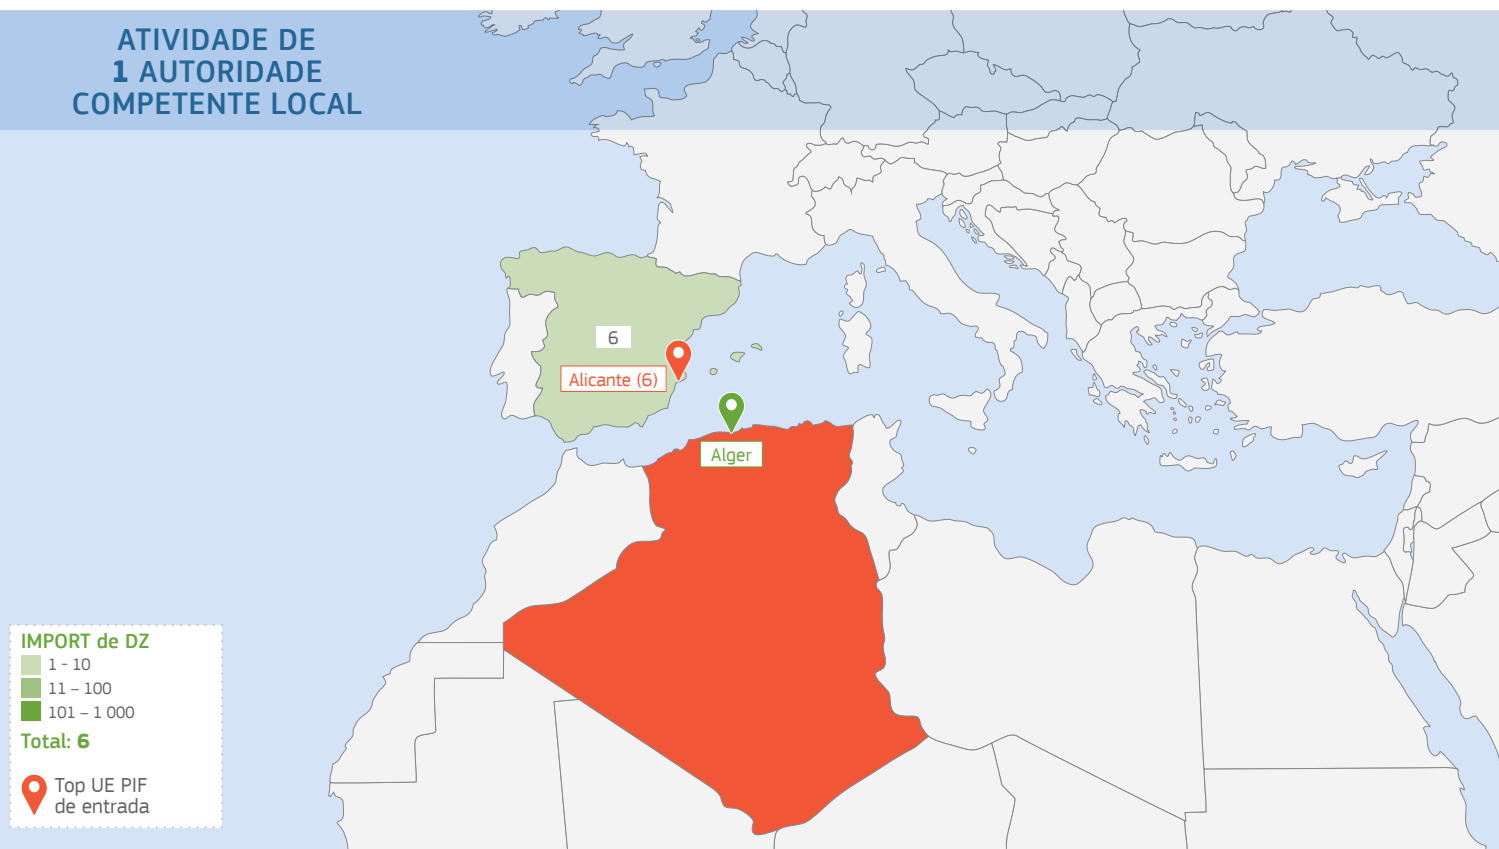 ATIVIDADE DE
1 AUTORIDADE
COMPETENTE LOCAL
6
Alicante (6)
Alger
IMPORT de DZ
1 - 10
11 – 100
101 – 1 000
Total: 6
Top UE PIF
de entrada